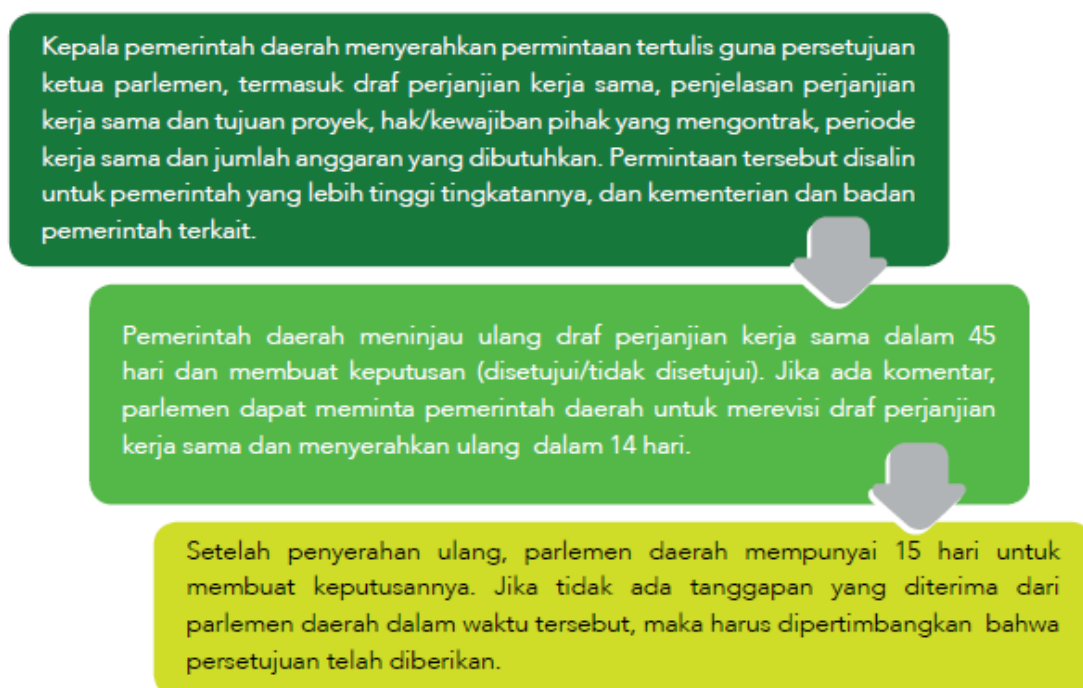 Kepala pemerintah daerah menyerahkan permintaan tertulis guna persetujuan
ketua parlemen, termasuk draf perjanjian kerja sama, penjelasan perjanjian
kerja sama dan tujuan proyek, hak/kewajiban pihak yang mengontrak, periode
kerja sama dan jumlah anggaran yang dibutuhkan. Permintaan tersebut disalin
untuk pemerintah yang lebih tinggi tingkatannya, dan kementerian dan badan
pemerintah terkait.
Pemerintah daerah meninjau ulang draf perjanjian kerja sama dalam 45
hari dan membuat keputusan (disetujui/tidak disetujui). Jika ada komentar,
parlemen dapat meminta pemerintah daerah untuk merevisi draf perjanjian
kerja sama dan menyerahkan ulang dalam 14 hari.
Setelah penyerahan ulang, parlemen daerah mempunyai 15 hari untuk
membuat keputusannya. Jika tidak ada tanggapan yang diterima dari
parlemen daerah dalam waktu tersebut, maka harus dipertimbangkan bahwa
persetujuan telah diberikan.